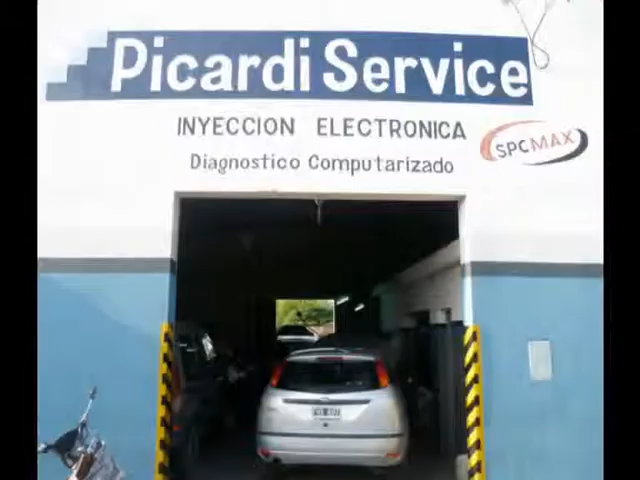 Picardi Service
INYECCION ELECTRONICA
SPCMAX
Diagnostico Computarizado